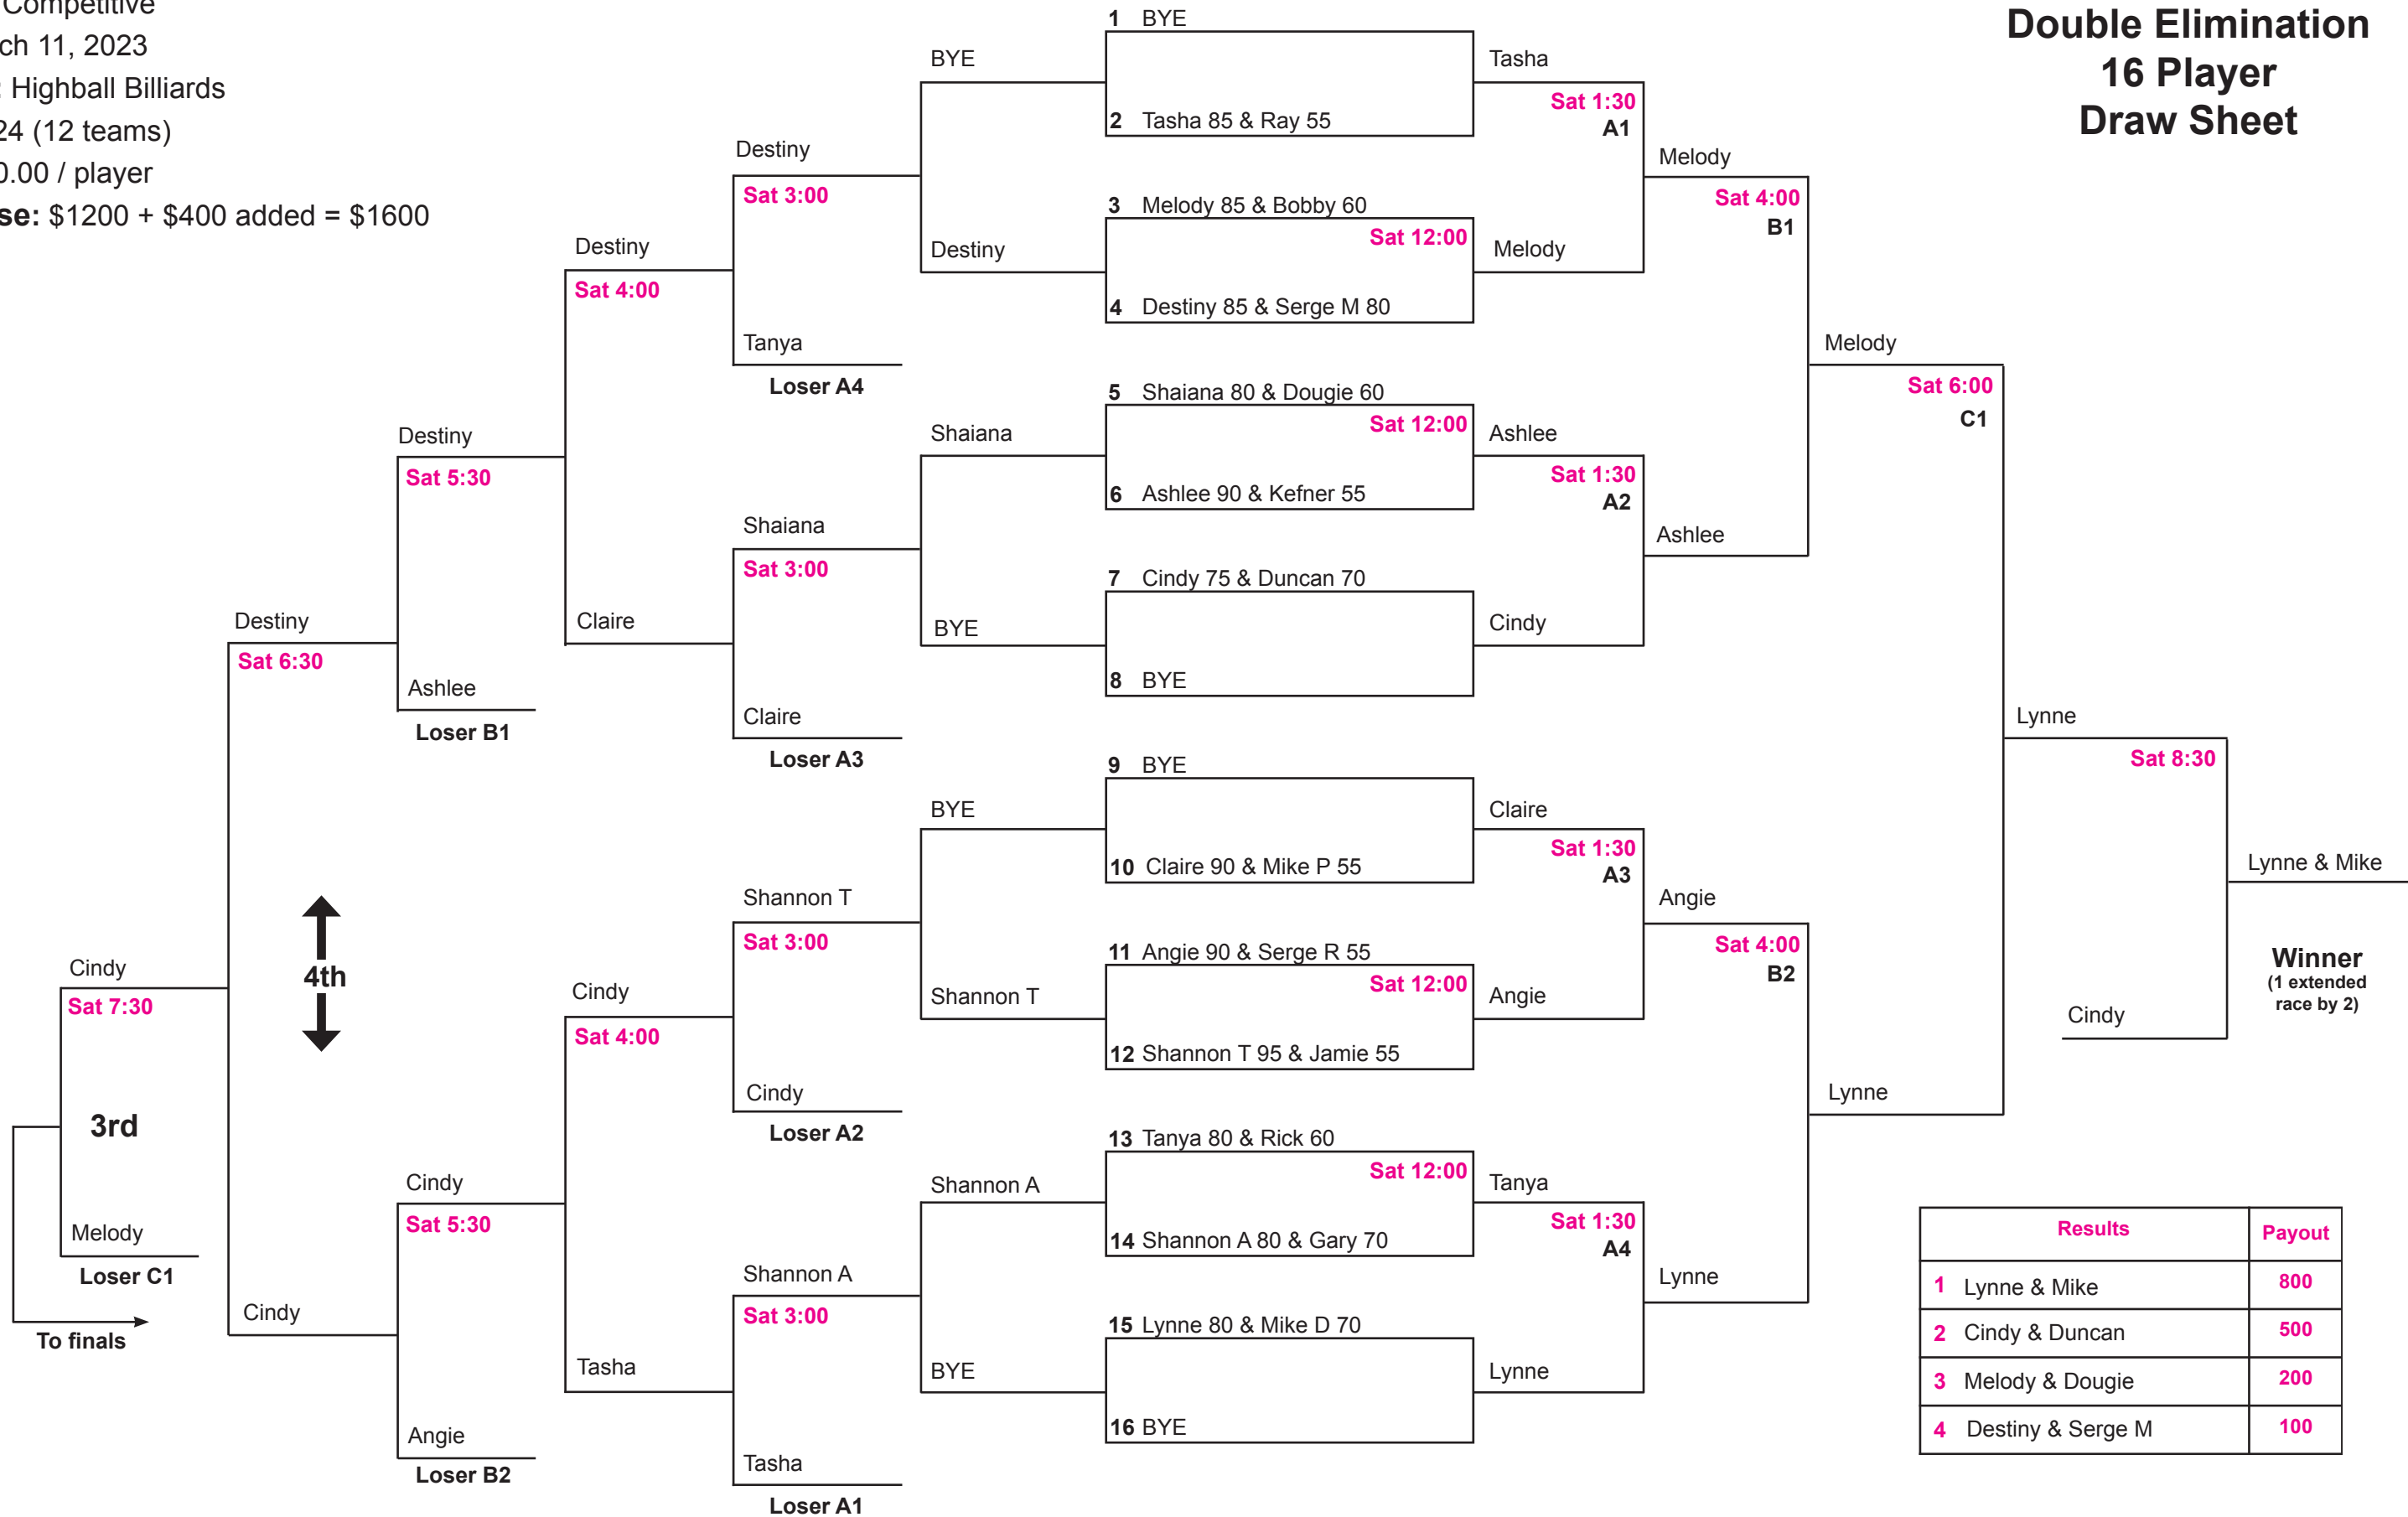 Competitive
ch 11, 2023
: Highball Billiards
24 (12 teams)
0.00 / player
se: $1200 + $400 added = $1600
Double Elimination
16 Player
Draw Sheet
1 BYE
2 Tasha 85 & Ray 55
3 Melody 85 & Bobby 60
Sat 12:00
4 Destiny 85 & Serge M 80
5 Shaiana 80 & Dougie 60
Sat 12:00
6 Ashlee 90 & Kefner 55
7 Cindy 75 & Duncan 70
8 BYE
9 BYE
10 Claire 90 & Mike P 55
11 Angie 90 & Serge R 55
Sat 12:00
12 Shannon T 95 & Jamie 55
13 Tanya 80 & Rick 60
Sat 12:00
14 Shannon A 80 & Gary 70
15 Lynne 80 & Mike D 70
16 BYE
Tasha
Sat 1:30
A1
Melody
Ashlee
Sat 1:30
A2
Cindy
Claire
Sat 1:30
A3
Angie
Tanya
Sat 1:30
A4
Lynne
Melody
Sat 4:00
B1
Ashlee
Angie
Sat 4:00
B2
Lynne
Melody
Sat 6:00
C1
Lynne
Lynne
Sat 8:30
Cindy
Lynne & Mike
Winner
(1 extended
race by 2)
BYE
Destiny
Shaiana
BYE
BYE
Shannon T
Shannon A
BYE
Destiny
Sat 3:00
Tanya
Loser A4
Shaiana
Sat 3:00
Claire
Loser A3
Shannon T
Sat 3:00
Cindy
Loser A2
Shannon A
Sat 3:00
Tasha
Loser A1
Destiny
Sat 4:00
Claire
Cindy
Sat 4:00
Tasha
Destiny
Sat 5:30
Ashlee
Loser B1
Cindy
Sat 5:30
Angie
Loser B2
Destiny
Sat 6:30
4th
Cindy
Cindy
Sat 7:30
3rd
Melody
Loser C1
To finals
Results Payout
1 Lynne & Mike 800
2 Cindy & Duncan 500
3 Melody & Dougie 200
4 Destiny & Serge M 100